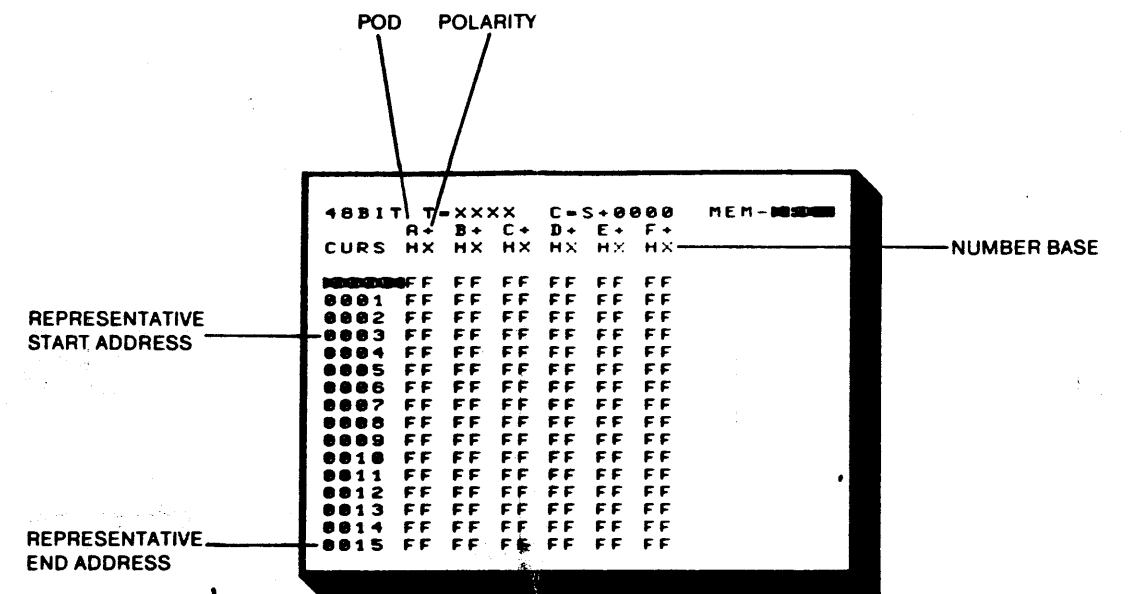 POD POLARITY
48BIT T=XXXX C=S+0000 MEM-
A+ B+ C+ D+ E+ F+
CURS HX HX HX HX HX HX
NUMBER BASE
FF FF FF FF FF FF
0001 FF FF FF FF FF FF
0002 FF FF FF FF FF FF
REPRESENTATIVE
START ADDRESS
0003 FF FF FF FF FF FF
0004 FF FF FF FF FF FF
0005 FF FF FF FF FF FF
0006 FF FF FF FF FF FF
0007 FF FF FF FF FF FF
0008 FF FF FF FF FF FF
0009 FF FF FF FF FF FF
0010 FF FF FF FF FF FF
0011 FF FF FF FF FF FF
0012 FF FF FF FF FF FF
0013 FF FF FF FF FF FF
0014 FF FF FF FF FF FF
REPRESENTATIVE
END ADDRESS
0015 FF FF FF FF FF FF